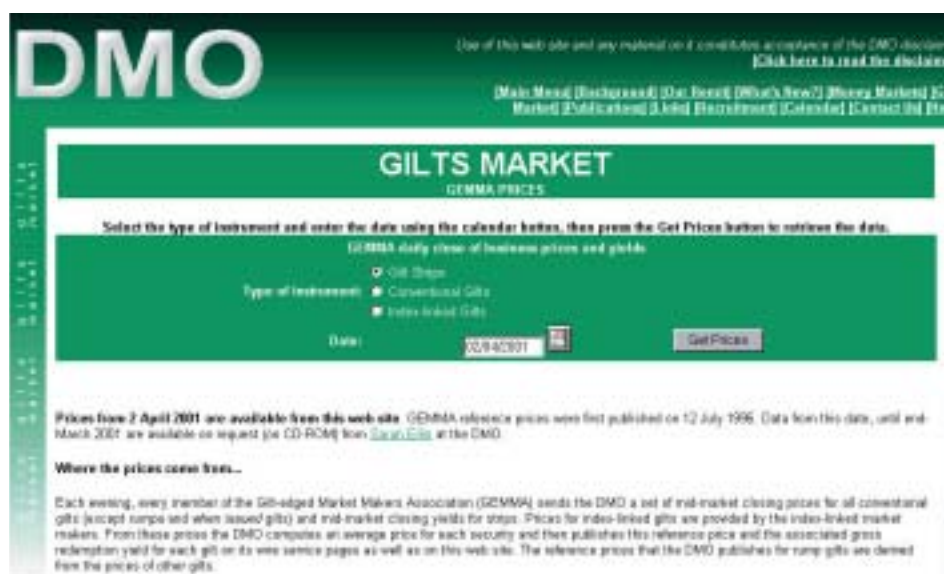 DMO
Use of this web site and any material on it constitutes acceptance of the DMO
[Click here to read the
[Main Menu] [Background] [Our Remit] [What's New?] [Money Markets]
Market] [Publications] [Links] [Recruitment] [Calendar] [Contact Us]
GILTS MARKET
GEMMA PRICES
Select the type of Instrument and enter the date using the calendar button, then press the Get Prices button to retrieve the data.
GEMMA daily close of business prices and yields
Gilt Strips
Type of Instrument:
Conventional Gilts
Index-linked Gilts
Date:
02/04/2001
Get Prices
Prices from 2 April 2001 are available from this web site. GEMMA reference prices were first published on 12 July 1996. Data from this date, until end-
March 2001 are available on request (on CD-ROM) from Sarah Ellis at the DMO.
Where the prices come from...
Each evening, every member of the Gilt-edged Market Makers Association (GEMMA) sends the DMO a set of mid-market closing prices for all conventional
gilts (except rumps and when issued gilts) and mid-market closing yields for strips. Prices for index-linked gilts are provided by the index-linked market
makers. From these prices the DMO computes an average price for each security and then publishes this reference price and the associated gross
redemption yield for each gilt on its wire service pages as well as on this web site. The reference prices that the DMO publishes for rump gilts are derived
from the prices of other gilts.
gilts market
gilts market
gilts market